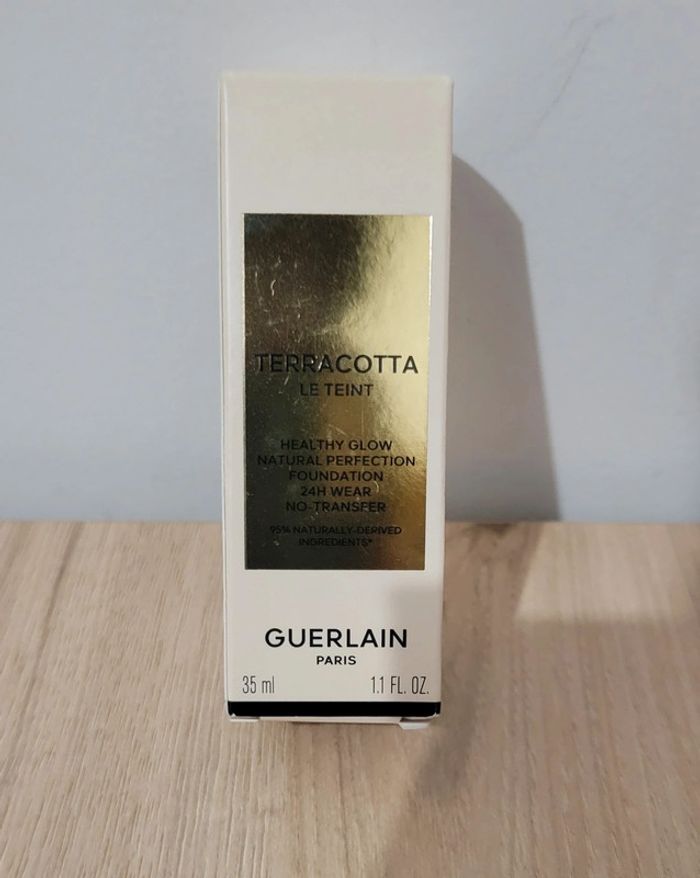 TERRACOTTA
LE TEINT
HEALTHY GLOW
NATURAL PERFECTION
FOUNDATION
24H WEAR
NO-TRANSFER
95% NATURALLY-DERIVED
INGREDIENTS*
GUERLAIN
PARIS
35 ml 1.1 FL. OZ.